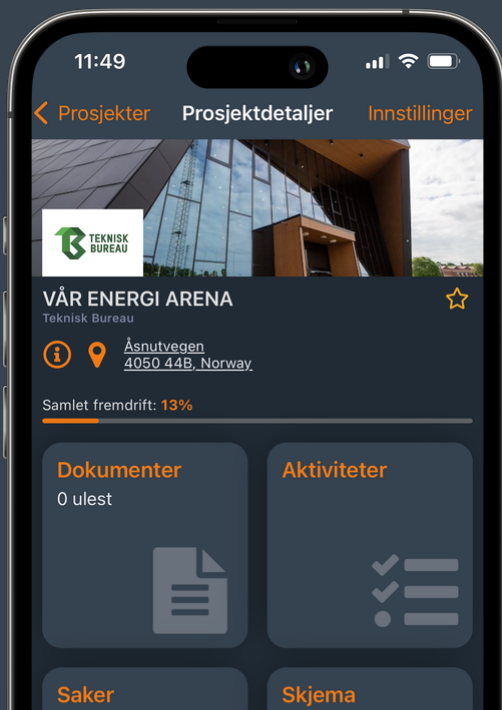 11:49
Prosjekter Prosjektdetaljer Innstillinger
TEKNISK
BUREAU
VÅR ENERGI ARENA
Teknisk Bureau
Åsnutvegen
4050 44B, Norway
Samlet fremdrift: 13%
Dokumenter
0 ulest
Aktiviteter
Saker
Skjema